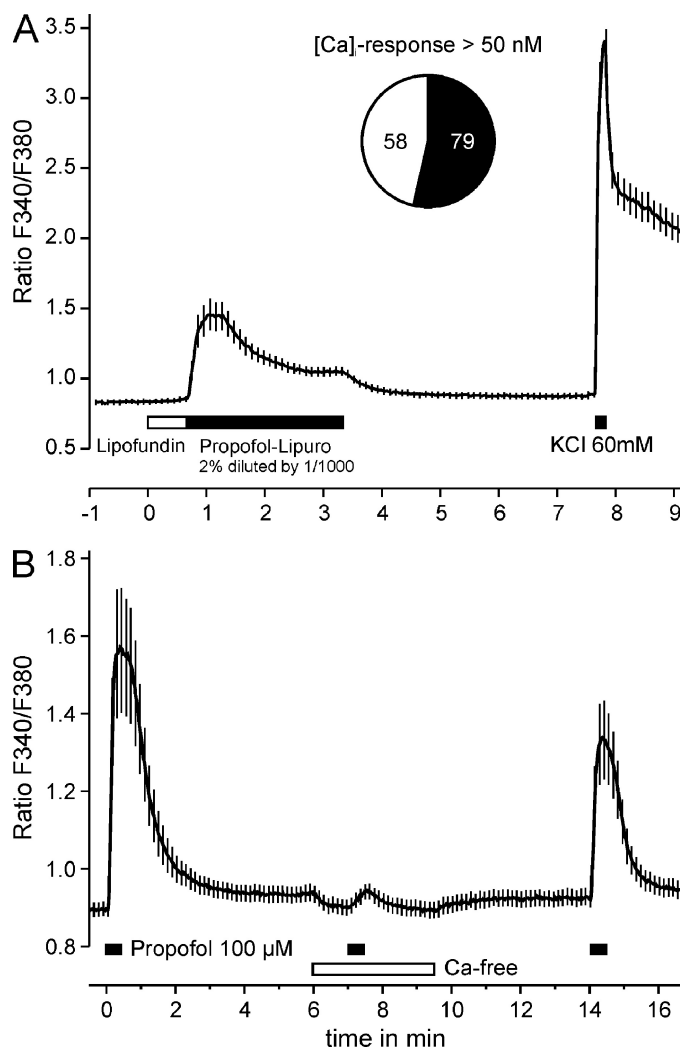 A
[Ca]i-response > 50 nM
58 79
Ratio F340/F380
3.5
3.0
2.5
2.0
1.5
1.0
0.5
Lipofundin Propofol-Lipuro
2% diluted by 1/1000
KCl 60mM
-1 0 1 2 3 4 5 6 7 8 9
B
Ratio F340/F380
1.8
1.6
1.4
1.2
1.0
0.8
Propofol 100 µM
Ca-free
0 2 4 6 8 10 12 14 16
time in min